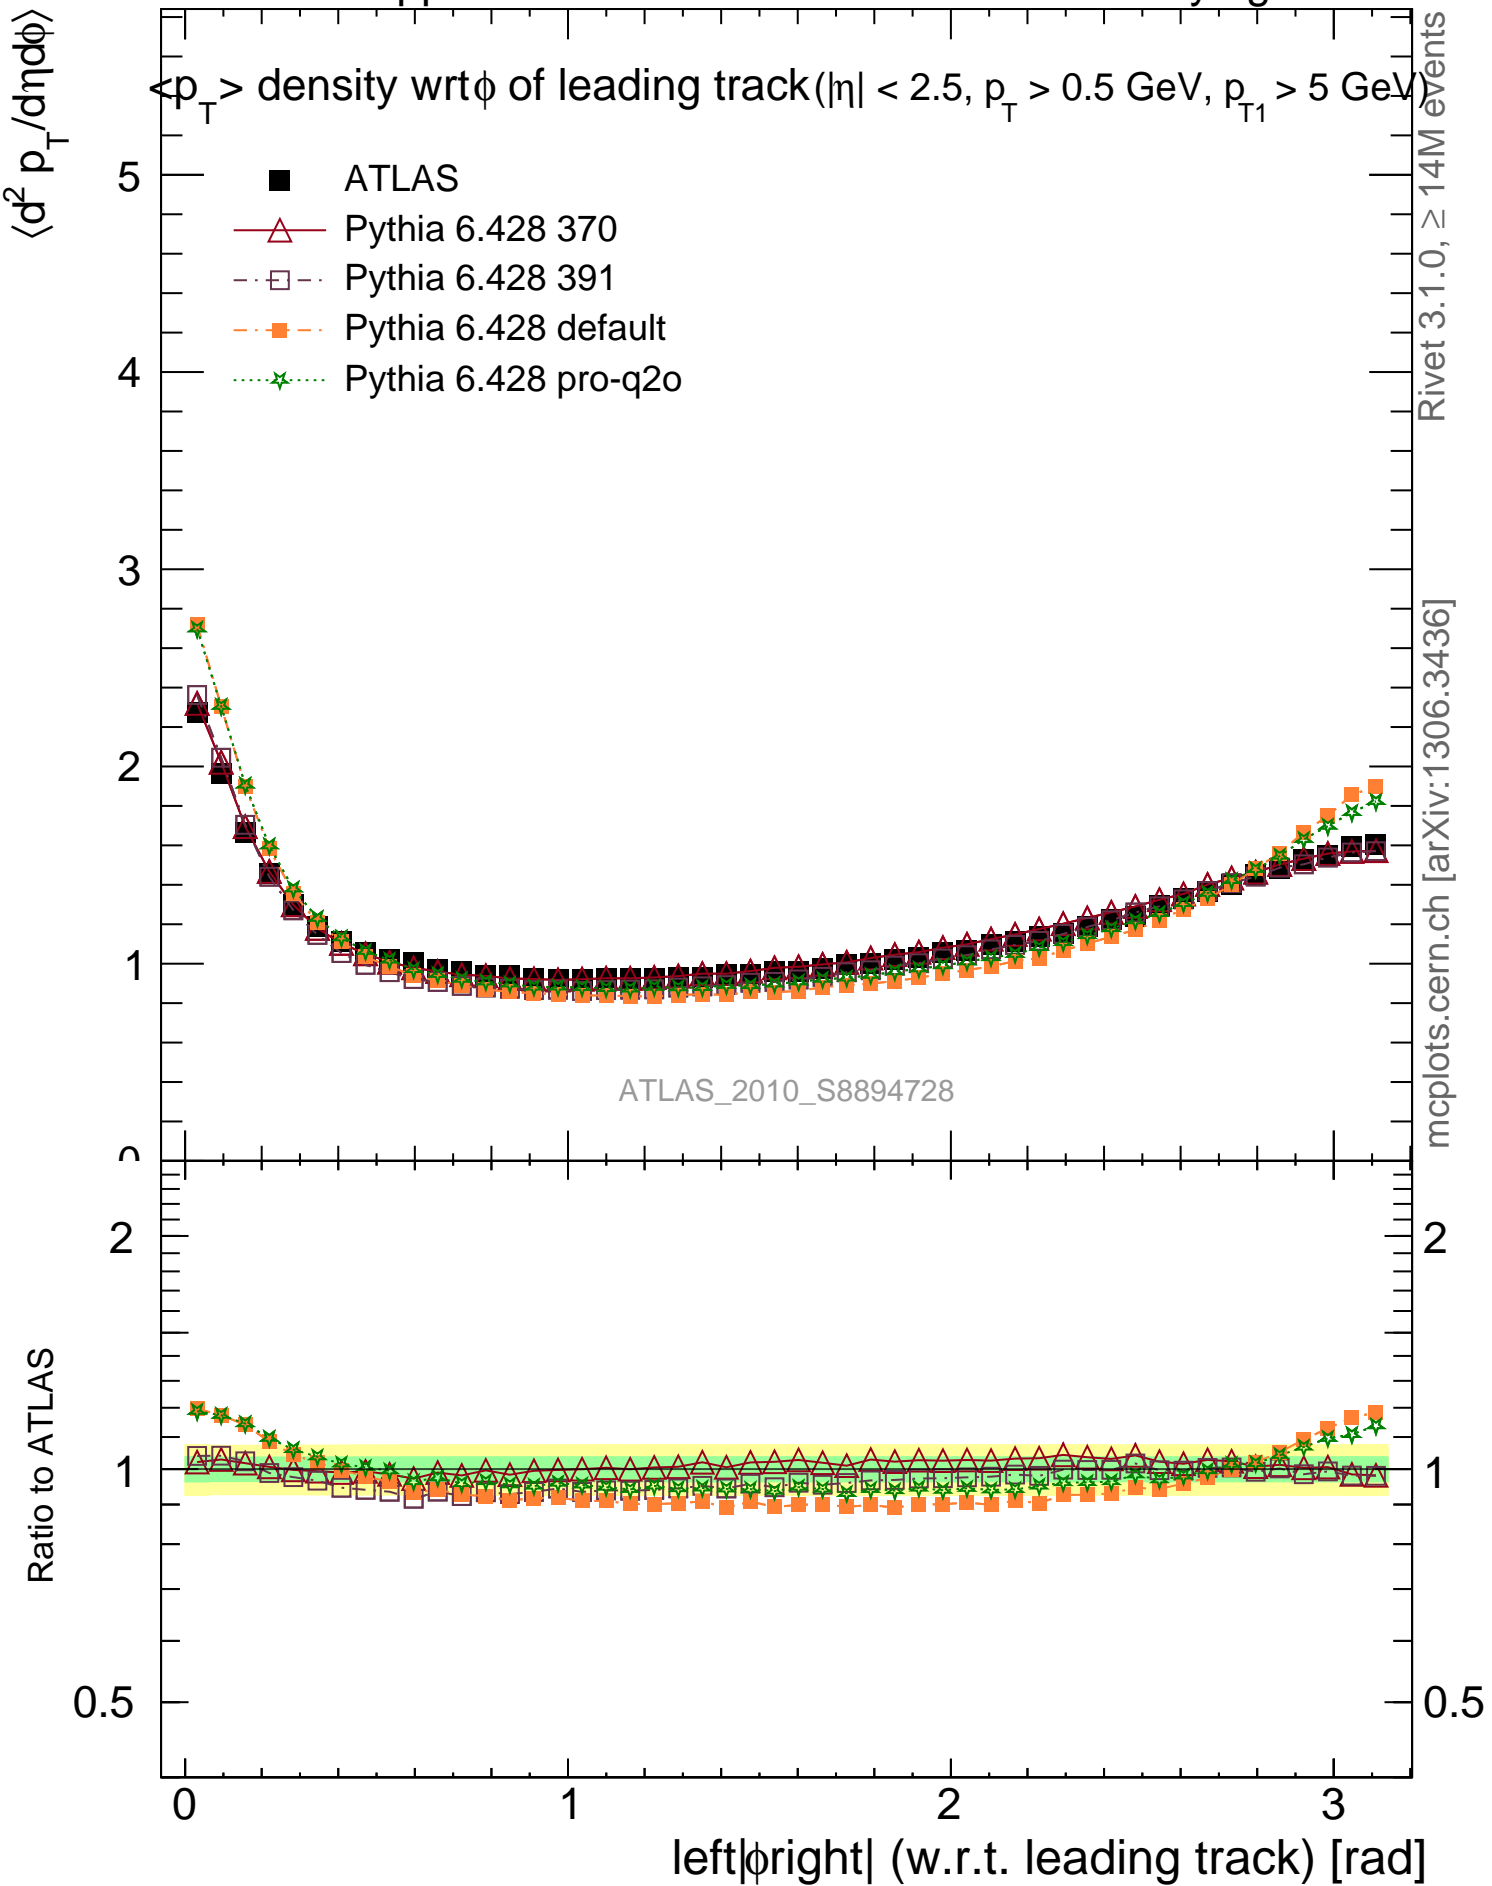 ⟨d² p_T/dηdϕ⟩
<p_T> density wrtϕ of leading track(|η| < 2.5, p_T > 0.5 GeV, p_T1 > 5 GeV)
ATLAS
Pythia 6.428 370
Pythia 6.428 391
Pythia 6.428 default
Pythia 6.428 pro-q2o
5
4
3
2
1
0
ATLAS_2010_S8894728
Rivet 3.1.0, ≥ 14M events
mcplots.cern.ch [arXiv:1306.3436]
Ratio to ATLAS
2
1
0.5
2
1
0.5
0
1
2
3
left|ϕright| (w.r.t. leading track) [rad]